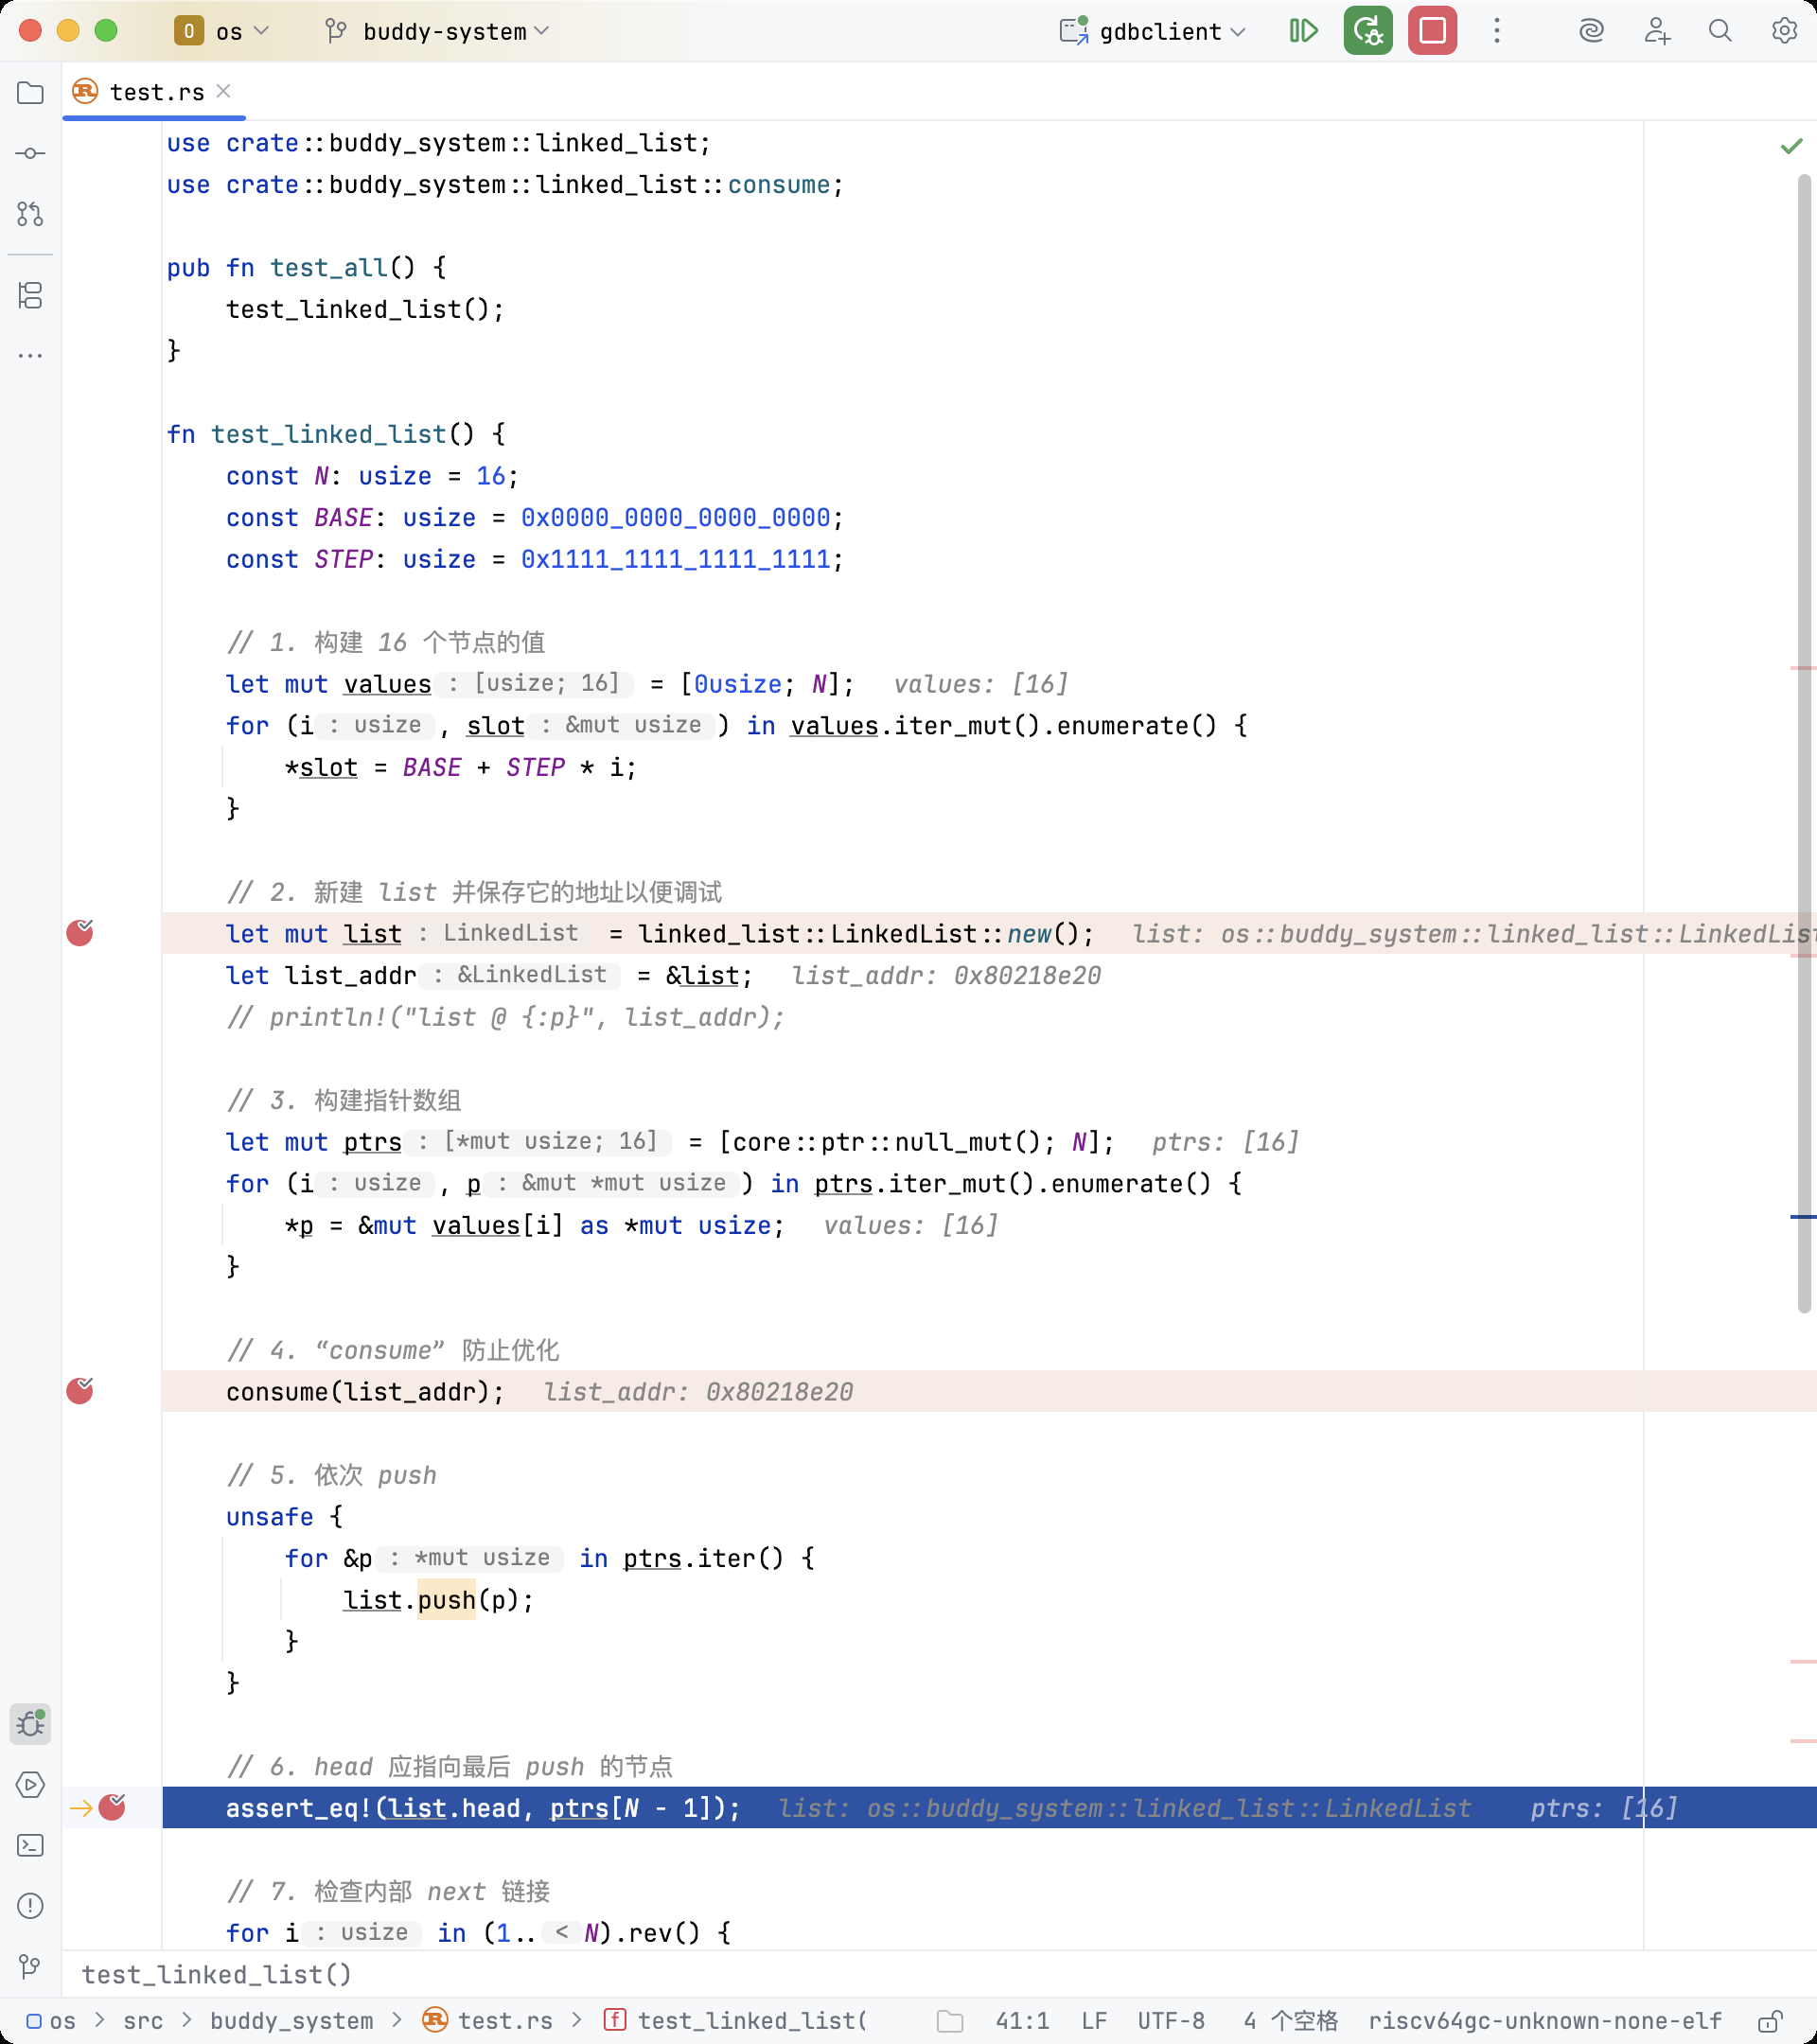 O os buddy-system gdbclient
test.rs
use crate::buddy_system::linked_list;
use crate::buddy_system::linked_list::consume;
pub fn test_all() {
    test_linked_list();
}
fn test_linked_list() {
    const N: usize = 16;
    const BASE: usize = 0x0000_0000_0000_0000;
    const STEP: usize = 0x1111_1111_1111_1111;
    // 1. 构建 16 个节点的值
    let mut values : [usize; 16] = [0usize; N];   values: [16]
    for (i : usize , slot : &mut usize ) in values.iter_mut().enumerate() {
        *slot = BASE + STEP * i;
    }
    // 2. 新建 list 并保存它的地址以便调试
    let mut list : LinkedList = linked_list::LinkedList::new();   list: os::buddy_system::linked_list::LinkedList
    let list_addr : &LinkedList = &list;   list_addr: 0x80218e20
    // println!("list @ {:p}", list_addr);
    // 3. 构建指针数组
    let mut ptrs : [*mut usize; 16] = [core::ptr::null_mut(); N];   ptrs: [16]
    for (i : usize , p : &mut *mut usize ) in ptrs.iter_mut().enumerate() {
        *p = &mut values[i] as *mut usize;   values: [16]
    }
    // 4. “consume” 防止优化
    consume(list_addr);   list_addr: 0x80218e20
    // 5. 依次 push
    unsafe {
        for &p : *mut usize in ptrs.iter() {
            list.push(p);
        }
    }
    // 6. head 应指向最后 push 的节点
    assert_eq!(list.head, ptrs[N - 1]);   list: os::buddy_system::linked_list::LinkedList   ptrs: [16]
    // 7. 检查内部 next 链接
    for i : usize in (1.. < N).rev() {
test_linked_list()
os > src > buddy_system > test.rs > f test_linked_list( 41:1 LF UTF-8 4 个空格 riscv64gc-unknown-none-elf